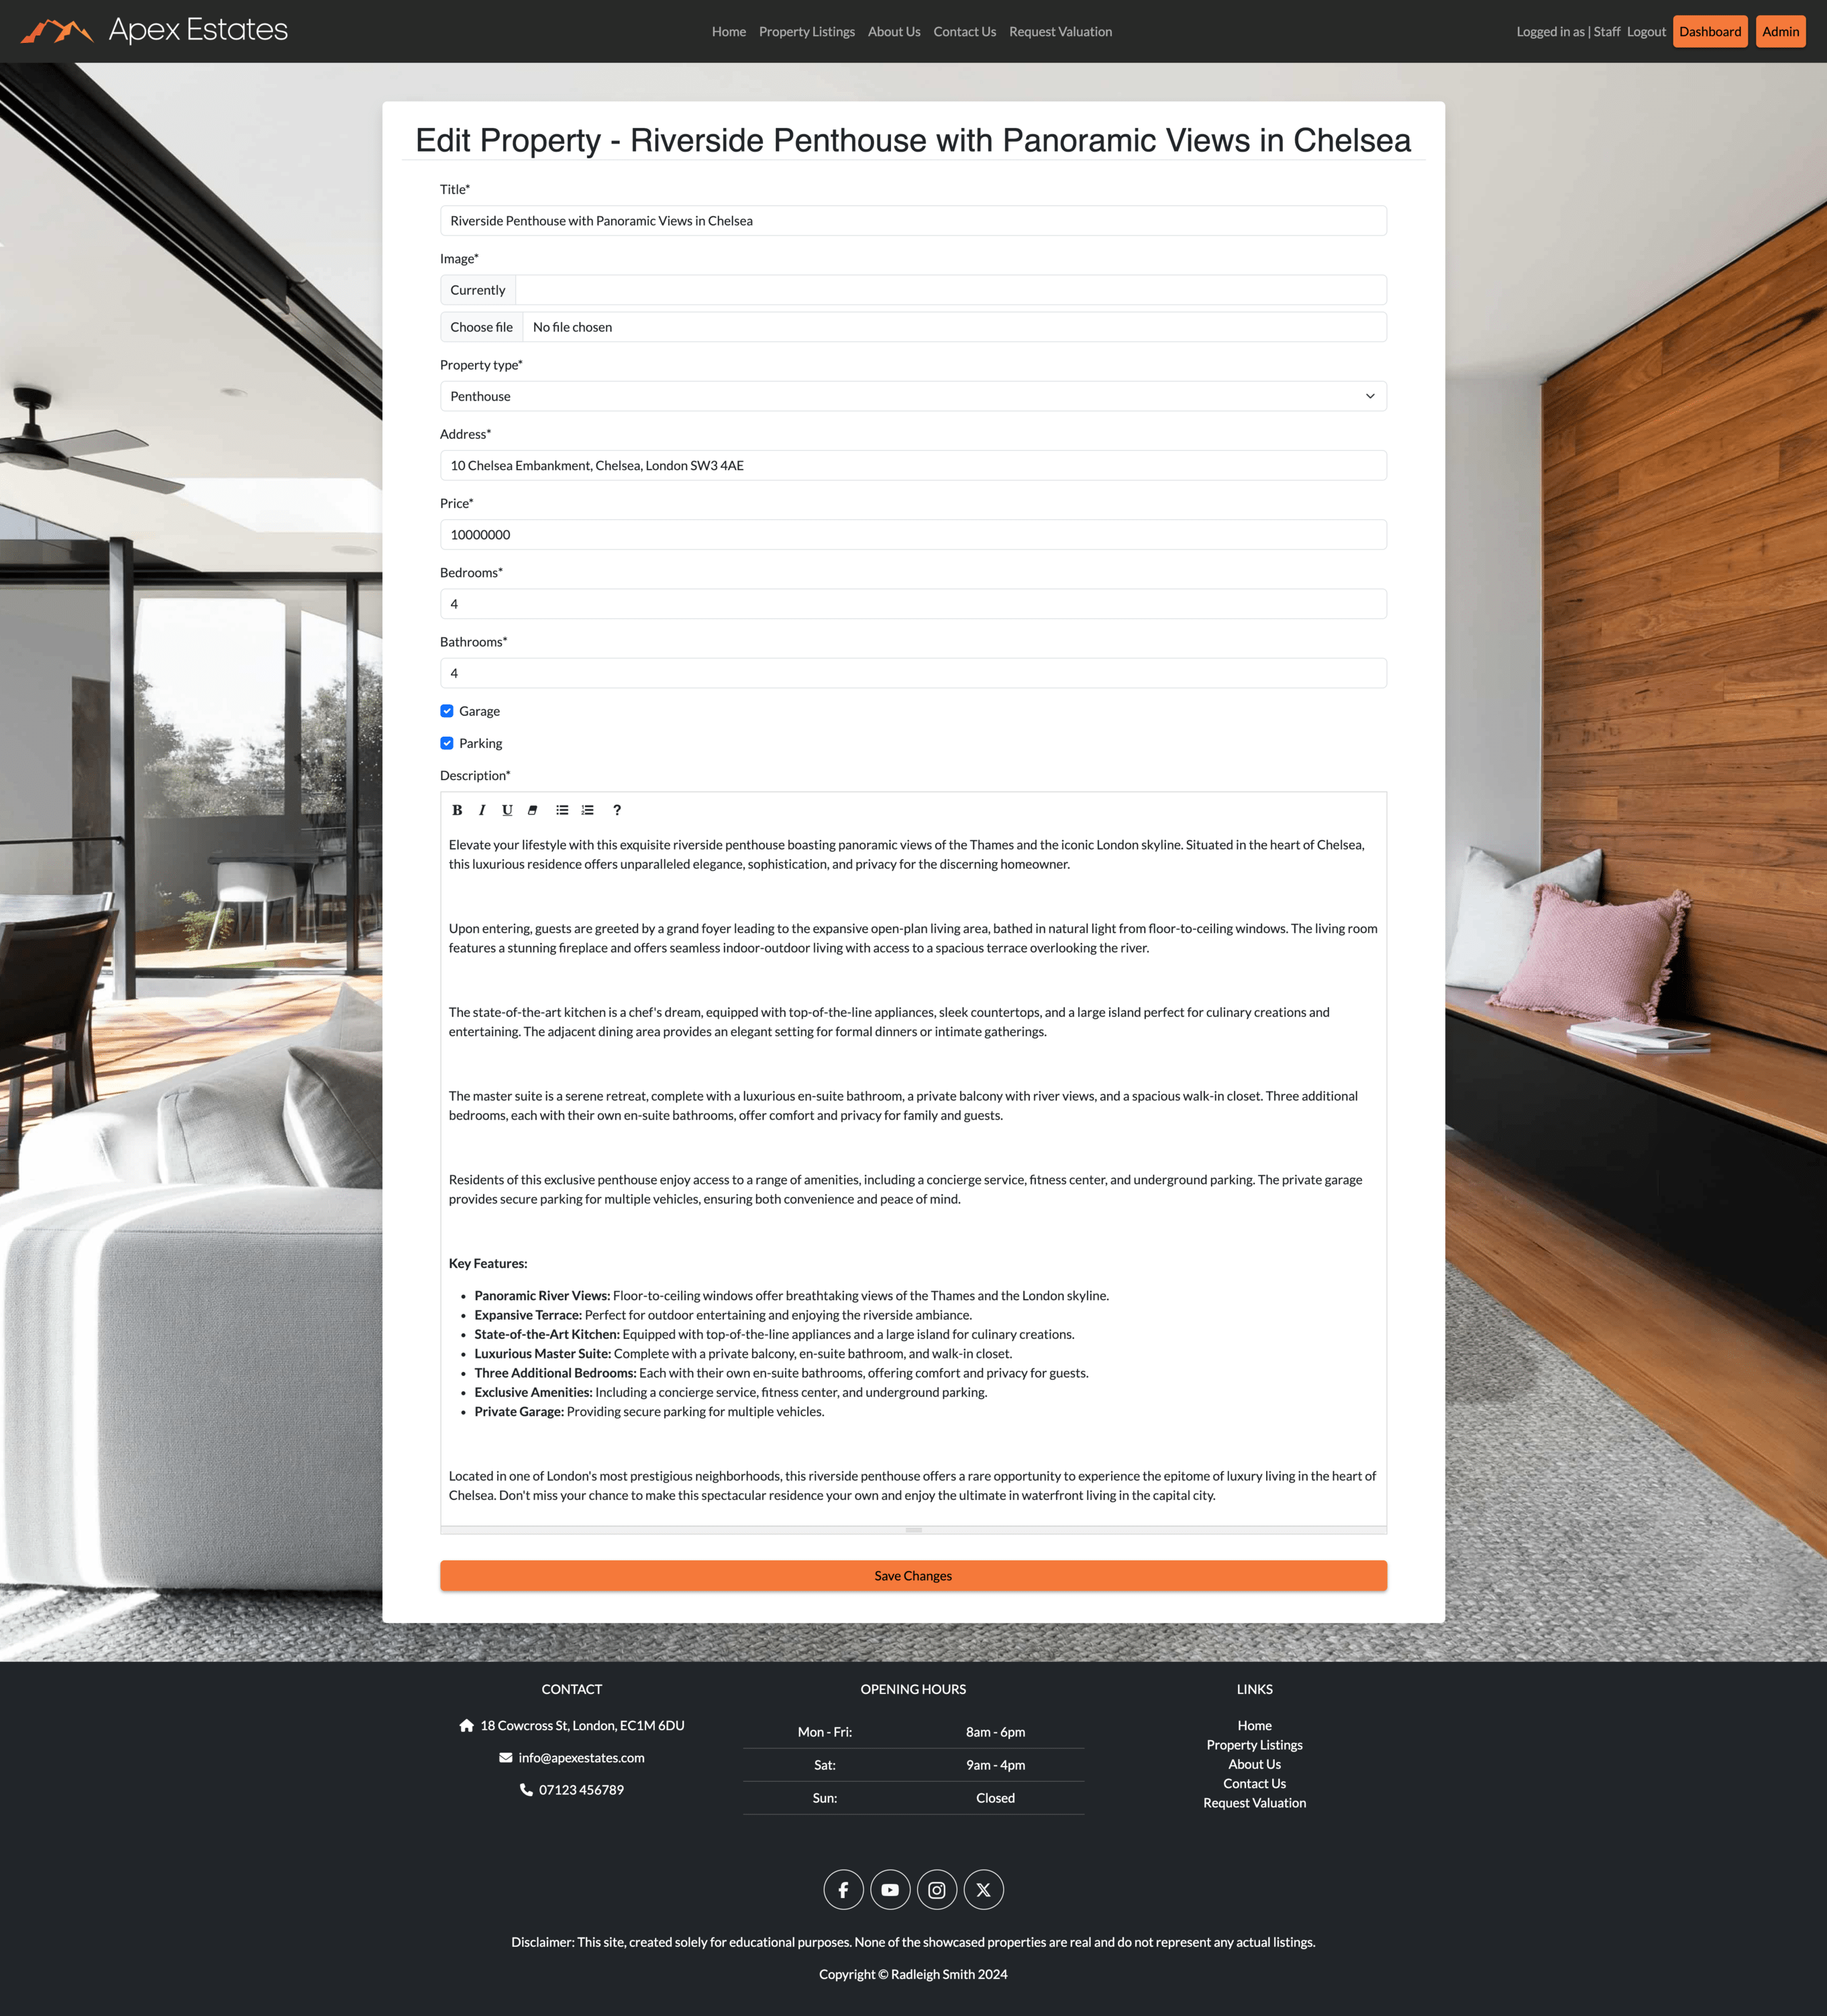 Apex Estates
Home Property Listings About Us Contact Us Request Valuation
Logged in as | Staff Logout Dashboard Admin
Edit Property - Riverside Penthouse with Panoramic Views in Chelsea
Title*
Riverside Penthouse with Panoramic Views in Chelsea
Image*
Currently
Choose file No file chosen
Property type*
Penthouse
Address*
10 Chelsea Embankment, Chelsea, London SW3 4AE
Price*
10000000
Bedrooms*
4
Bathrooms*
4
Garage
Parking
Description*
B I U ?
Elevate your lifestyle with this exquisite riverside penthouse boasting panoramic views of the Thames and the iconic London skyline. Situated in the heart of Chelsea,
this luxurious residence offers unparalleled elegance, sophistication, and privacy for the discerning homeowner.
Upon entering, guests are greeted by a grand foyer leading to the expansive open-plan living area, bathed in natural light from floor-to-ceiling windows. The living room
features a stunning fireplace and offers seamless indoor-outdoor living with access to a spacious terrace overlooking the river.
The state-of-the-art kitchen is a chef's dream, equipped with top-of-the-line appliances, sleek countertops, and a large island perfect for culinary creations and
entertaining. The adjacent dining area provides an elegant setting for formal dinners or intimate gatherings.
The master suite is a serene retreat, complete with a luxurious en-suite bathroom, a private balcony with river views, and a spacious walk-in closet. Three additional
bedrooms, each with their own en-suite bathrooms, offer comfort and privacy for family and guests.
Residents of this exclusive penthouse enjoy access to a range of amenities, including a concierge service, fitness center, and underground parking. The private garage
provides secure parking for multiple vehicles, ensuring both convenience and peace of mind.
Key Features:
• Panoramic River Views: Floor-to-ceiling windows offer breathtaking views of the Thames and the London skyline.
• Expansive Terrace: Perfect for outdoor entertaining and enjoying the riverside ambiance.
• State-of-the-Art Kitchen: Equipped with top-of-the-line appliances and a large island for culinary creations.
• Luxurious Master Suite: Complete with a private balcony, en-suite bathroom, and walk-in closet.
• Three Additional Bedrooms: Each with their own en-suite bathrooms, offering comfort and privacy for guests.
• Exclusive Amenities: Including a concierge service, fitness center, and underground parking.
• Private Garage: Providing secure parking for multiple vehicles.
Located in one of London's most prestigious neighborhoods, this riverside penthouse offers a rare opportunity to experience the epitome of luxury living in the heart of
Chelsea. Don't miss your chance to make this spectacular residence your own and enjoy the ultimate in waterfront living in the capital city.
Save Changes
CONTACT
18 Cowcross St, London, EC1M 6DU
info@apexestates.com
07123 456789
OPENING HOURS
Mon - Fri: 8am - 6pm
Sat: 9am - 4pm
Sun: Closed
LINKS
Home
Property Listings
About Us
Contact Us
Request Valuation
Disclaimer: This site, created solely for educational purposes. None of the showcased properties are real and do not represent any actual listings.
Copyright © Radleigh Smith 2024